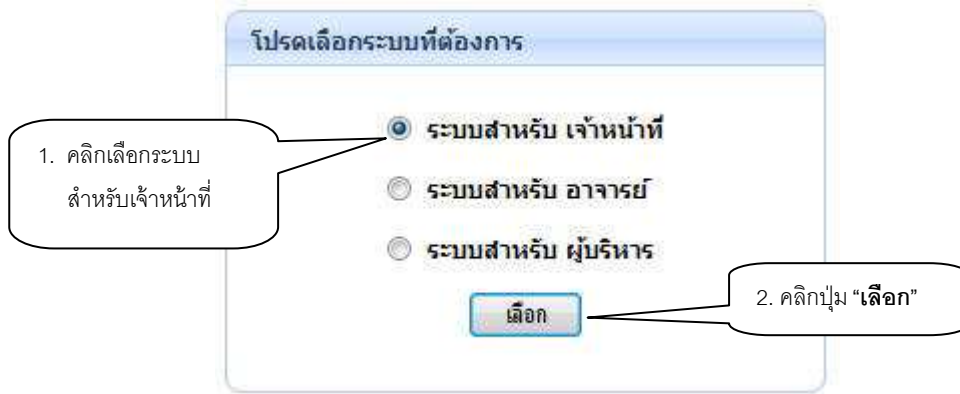 โปรดเลือกระบบที่ต้องการ
ระบบสำหรับ เจ้าหน้าที่
1. คลิกเลือกระบบ
สำหรับเจ้าหน้าที่
ระบบสำหรับ อาจารย์
ระบบสำหรับ ผู้บริหาร
2. คลิกปุ่ม “เลือก”
เลือก